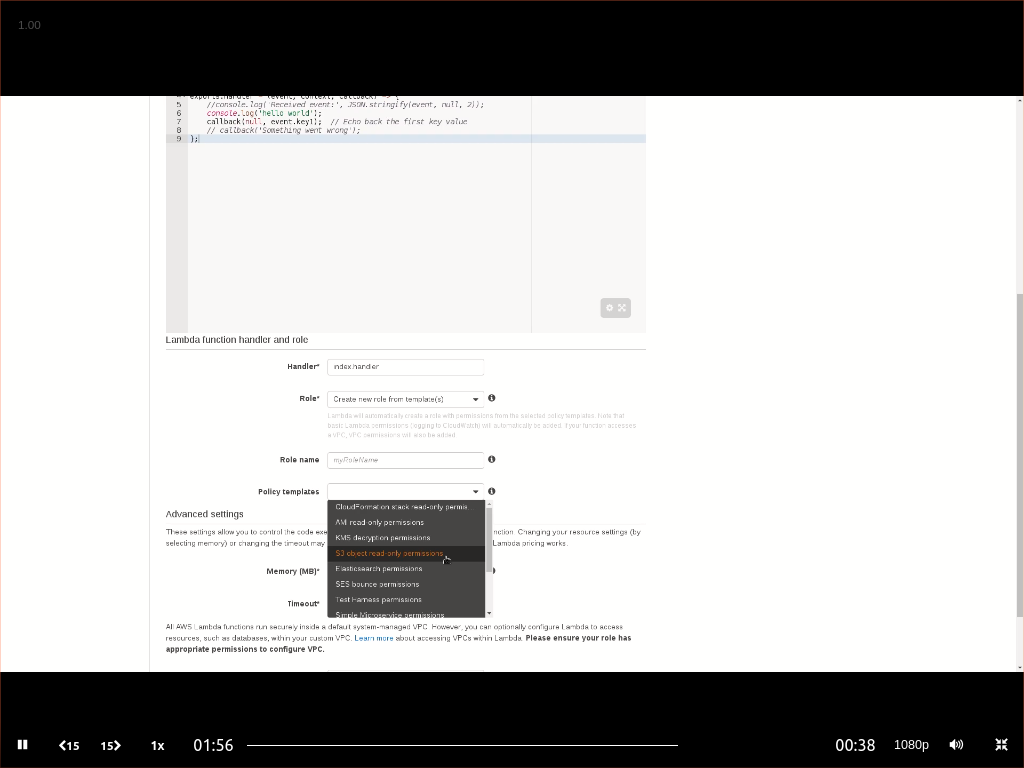 1.00
exports.handler = (event, context, callback) => {
5 //console.log('Received event:', JSON.stringify(event, null, 2));
6 console.log('hello world');
7 callback(null, event.key1); // Echo back the first key value
8 // callback('Something went wrong');
9 };
Lambda function handler and role
Handler* index.handler
Role* Create new role from template(s)
Lambda will automatically create a role with permissions from the selected policy templates. Note that
basic Lambda permissions (logging to CloudWatch) will automatically be added. If your function accesses
a VPC, VPC permissions will also be added.
Role name myRoleName
Policy templates
CloudFormation stack read-only permis
Advanced settings
AMI read-only permissions
These settings allow you to control the code exe nction. Changing your resource settings (by
KMS decryption permissions
selecting memory) or changing the timeout may Lambda pricing works.
S3 object read-only permissions
Elasticsearch permissions
Memory (MB)*
SES bounce permissions
Test Harness permissions
Timeout*
Simple Microservice permissions
All AWS Lambda functions run securely inside a default system-managed VPC. However, you can optionally configure Lambda to access
resources, such as databases, within your custom VPC. Learn more about accessing VPCs within Lambda. Please ensure your role has
appropriate permissions to configure VPC.
15 15 1x 01:56 00:38 1080p